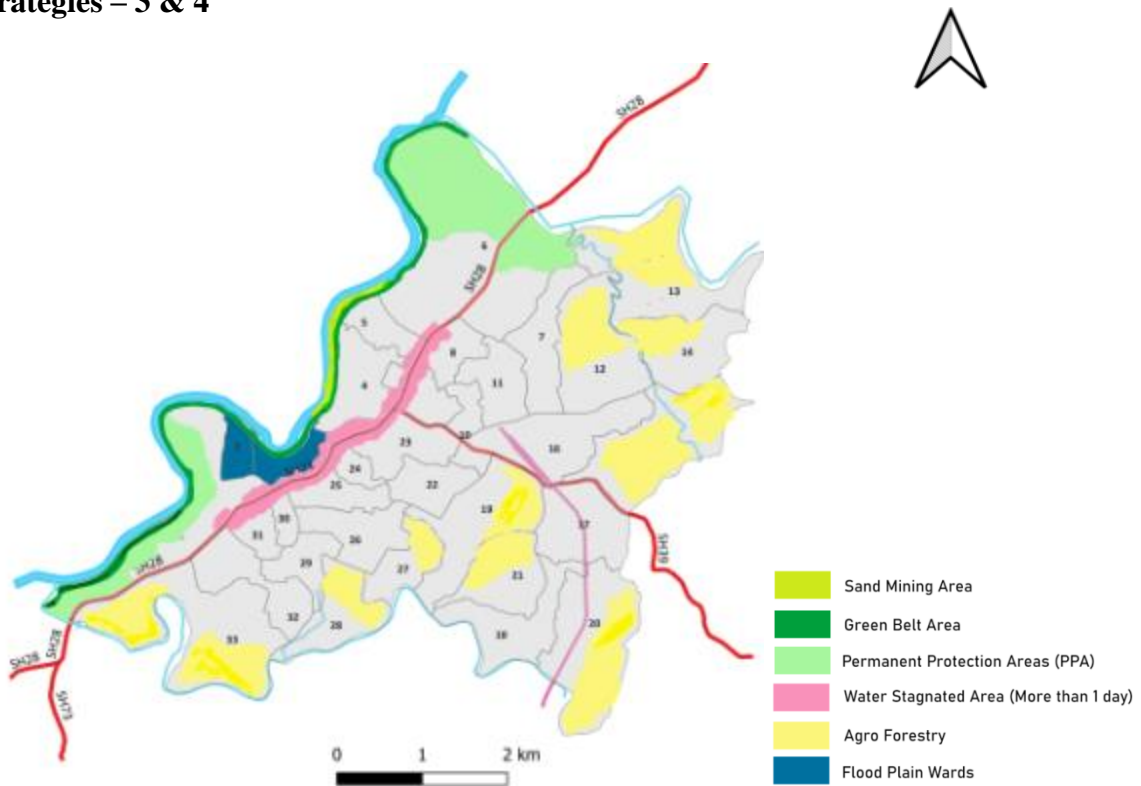 rategies – 3 & 4
SH28
6
SH28
13
5
7
8
14
12
4
11
10
23
16
24
25
22
19
17
30
31
26
SH39
27
29
21
SH28
20
32
28
18
33
SH28
SH28
SH73
Sand Mining Area
Green Belt Area
Permanent Protection Areas (PPA)
Water Stagnated Area (More than 1 day)
Agro Forestry
Flood Plain Wards
0 1 2 km